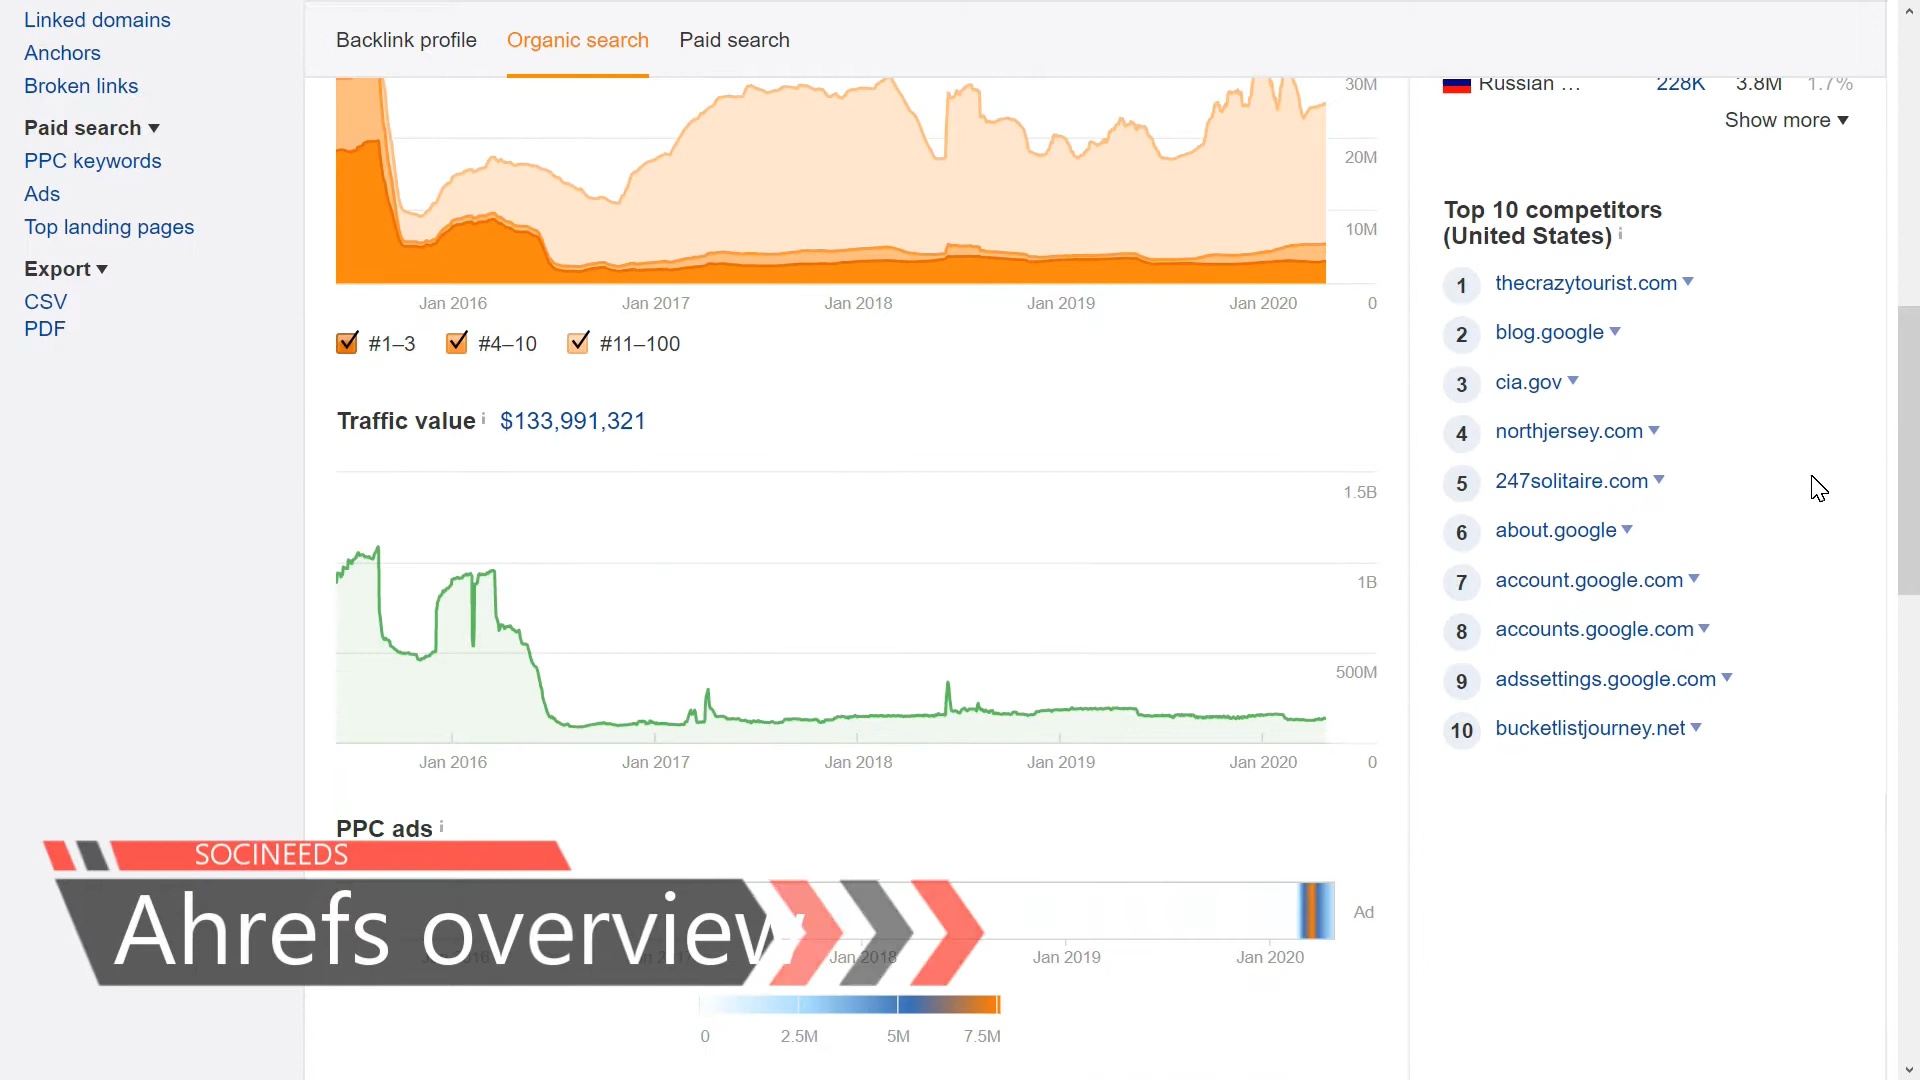 Linked domains
Anchors
Broken links
Paid search
PPC keywords
Ads
Top landing pages
Export
CSV
PDF
Backlink profile Organic search Paid search
30M
20M
10M
0
Jan 2016 Jan 2017 Jan 2018 Jan 2019 Jan 2020
#1–3 #4–10 #11–100
Traffic value i $133,991,321
1.5B
1B
500M
0
Jan 2016 Jan 2017 Jan 2018 Jan 2019 Jan 2020
PPC ads i
Ad
Jan 2018 Jan 2019 Jan 2020
0 2.5M 5M 7.5M
Russian ... 228K 3.8M 1.7%
Show more
Top 10 competitors
(United States) i
1 thecrazytourist.com
2 blog.google
3 cia.gov
4 northjersey.com
5 247solitaire.com
6 about.google
7 account.google.com
8 accounts.google.com
9 adssettings.google.com
10 bucketlistjourney.net
SOCINEEDS
Ahrefs overview